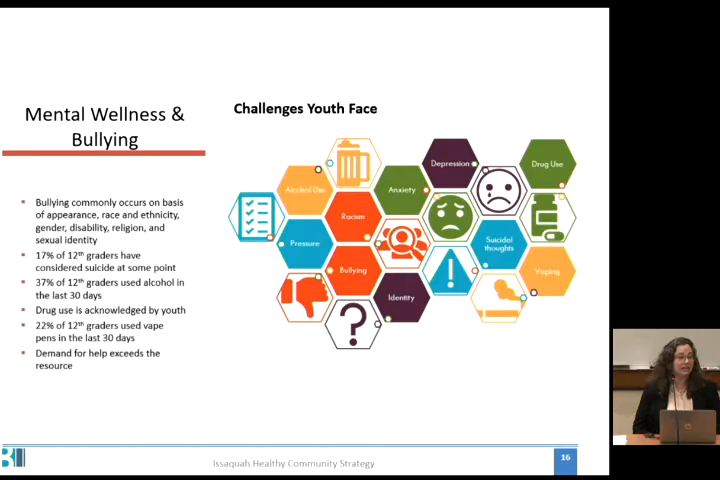 Mental Wellness &
Bullying
Challenges Youth Face
Bullying commonly occurs on basis
of appearance, race and ethnicity,
gender, disability, religion, and
sexual identity
17% of 12th graders have
considered suicide at some point
37% of 12th graders used alcohol in
the last 30 days
Drug use is acknowledged by youth
22% of 12th graders used vape
pens in the last 30 days
Demand for help exceeds the
resource
Depression
Drug Use
Alcohol Use
Anxiety
Racism
Pressure
Suicidal
thoughts
Bullying
Vaping
Identity
?
!
Issaquah Healthy Community Strategy
16